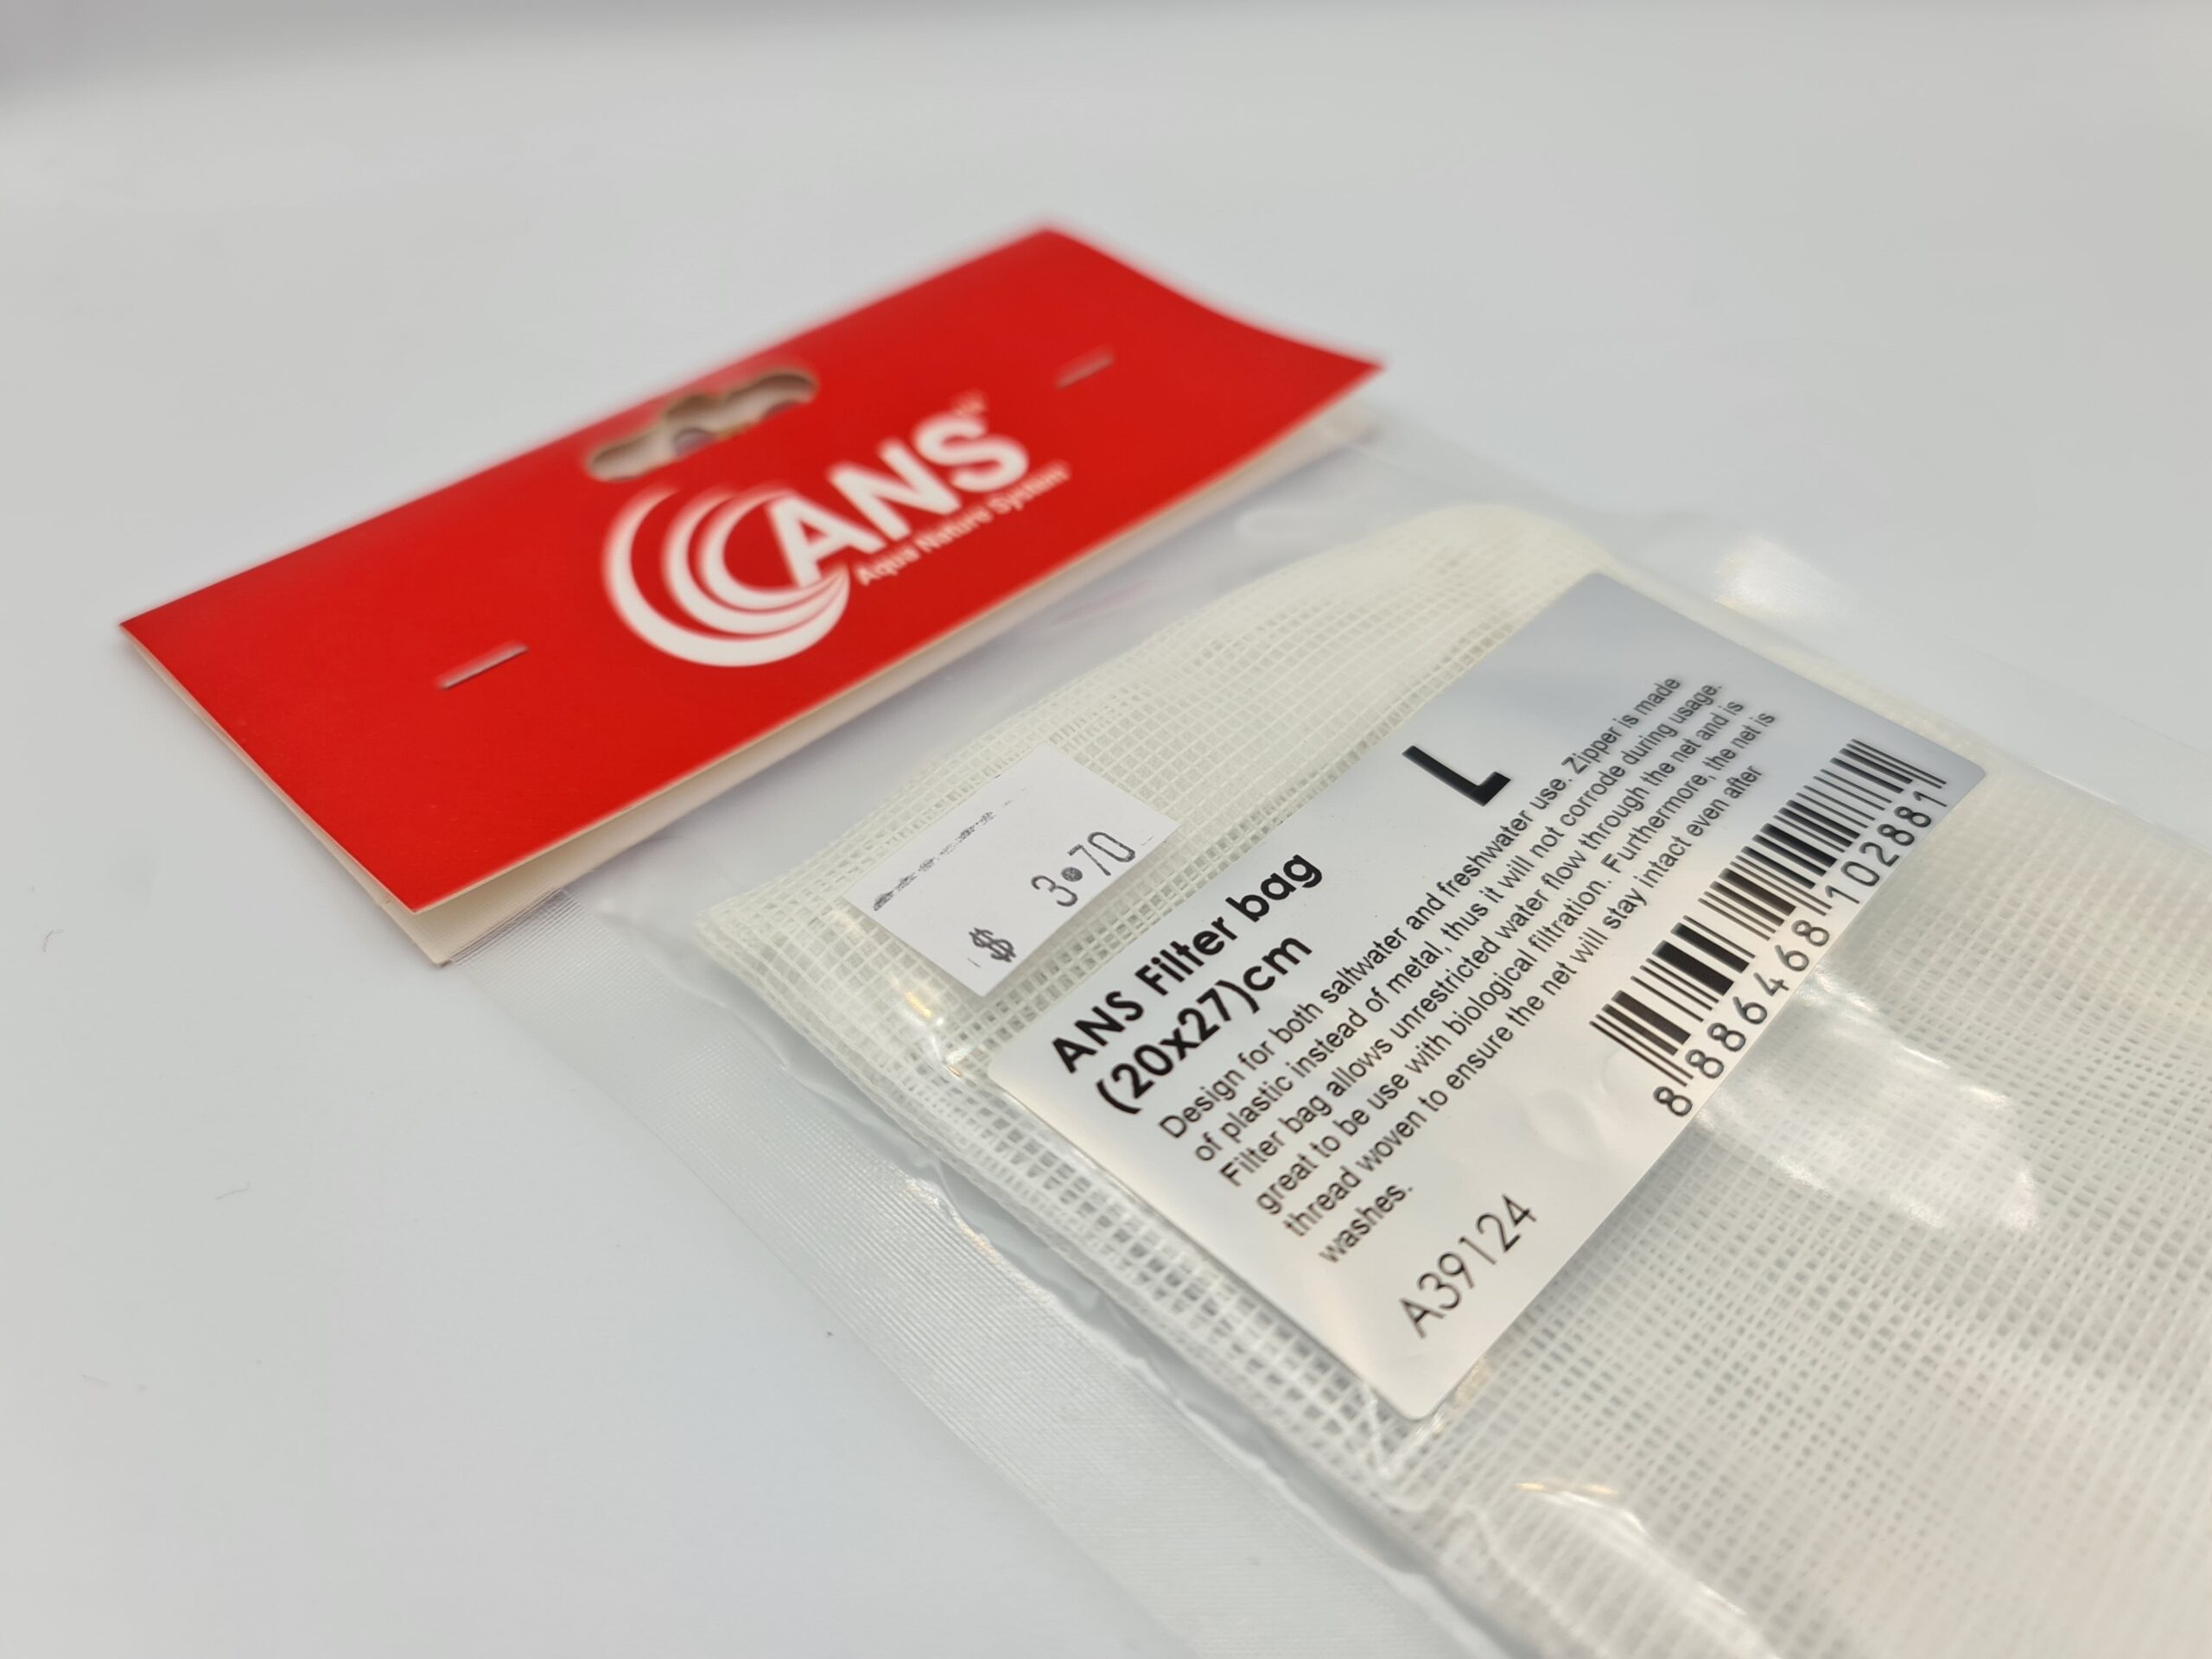 ANS
Aqua Nature System
3.70
$
L
ANS Filter bag
(20x27)cm
Design for both saltwater and freshwater use. Zipper is made
of plastic instead of metal, thus it will not corrode during usage.
Filter bag allows unrestricted water flow through the net and is
great to be use with biological filtration. Furthermore, the net is
thread woven to ensure the net will stay intact even after
washes.
A39124
8886468102881